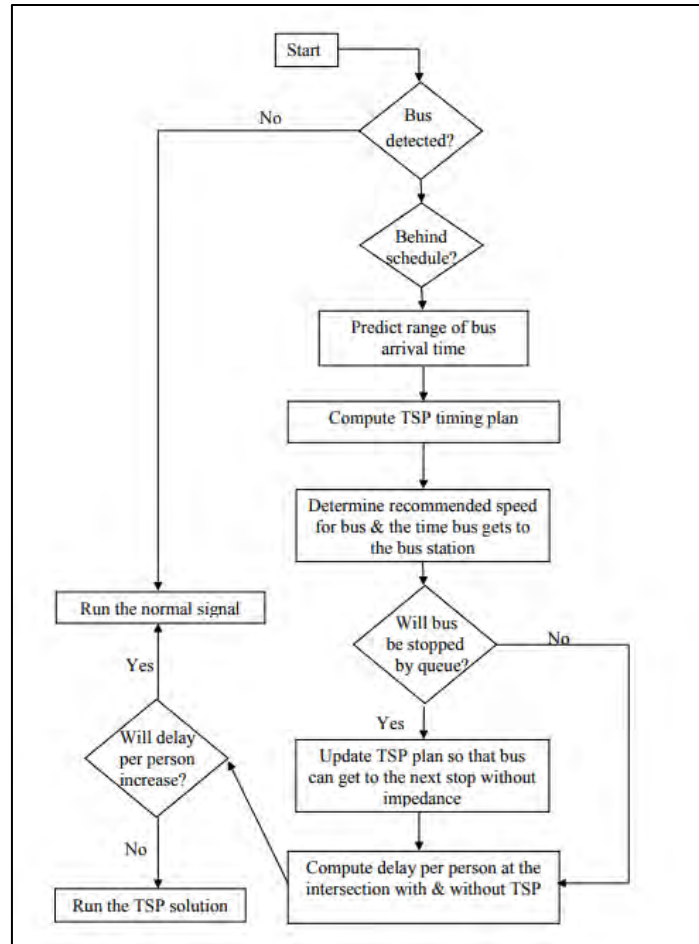 Start
No
Bus
detected?
Behind
schedule?
Predict range of bus
arrival time
Compute TSP timing plan
Determine recommended speed
for bus & the time bus gets to
the bus station
Run the normal signal
Will bus
be stopped
by queue?
No
Yes
Yes
Will delay
per person
increase?
Update TSP plan so that bus
can get to the next stop without
impedance
No
Compute delay per person at the
intersection with & without TSP
Run the TSP solution